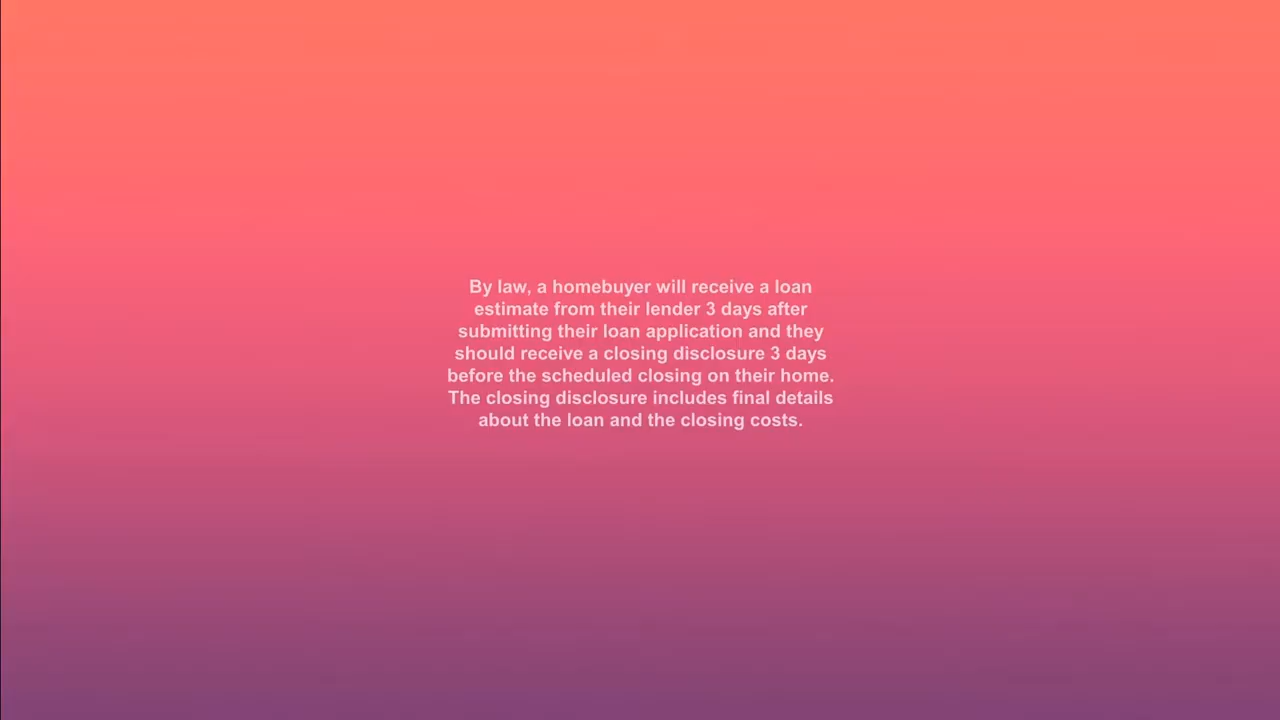 By law, a homebuyer will receive a loan
estimate from their lender 3 days after
submitting their loan application and they
should receive a closing disclosure 3 days
before the scheduled closing on their home.
The closing disclosure includes final details
about the loan and the closing costs.